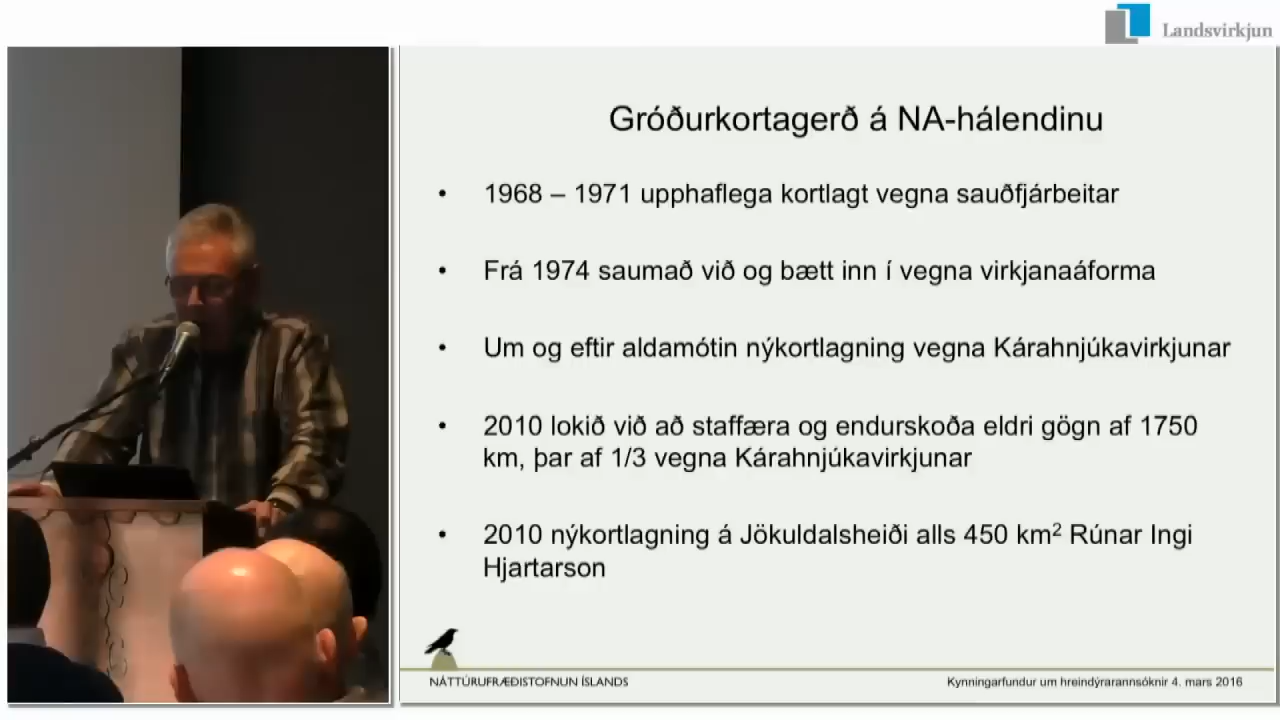 Landsvirkjun
Gróðurkortagerð á NA-hálendinu
• 1968 – 1971 upphaflega kortlagt vegna sauðfjárbeitar
• Frá 1974 saumað við og bætt inn í vegna virkjanaáforma
• Um og eftir aldamótin nýkortlagning vegna Kárahnjúkavirkjunar
• 2010 lokið við að staffæra og endurskoða eldri gögn af 1750
km, þar af 1/3 vegna Kárahnjúkavirkjunar
• 2010 nýkortlagning á Jökuldalsheiði alls 450 km² Rúnar Ingi
Hjartarson
NÁTTÚRUFRÆÐISTOFNUN ÍSLANDS
Kynningarfundur um hreindýrarannsóknir 4. mars 2016